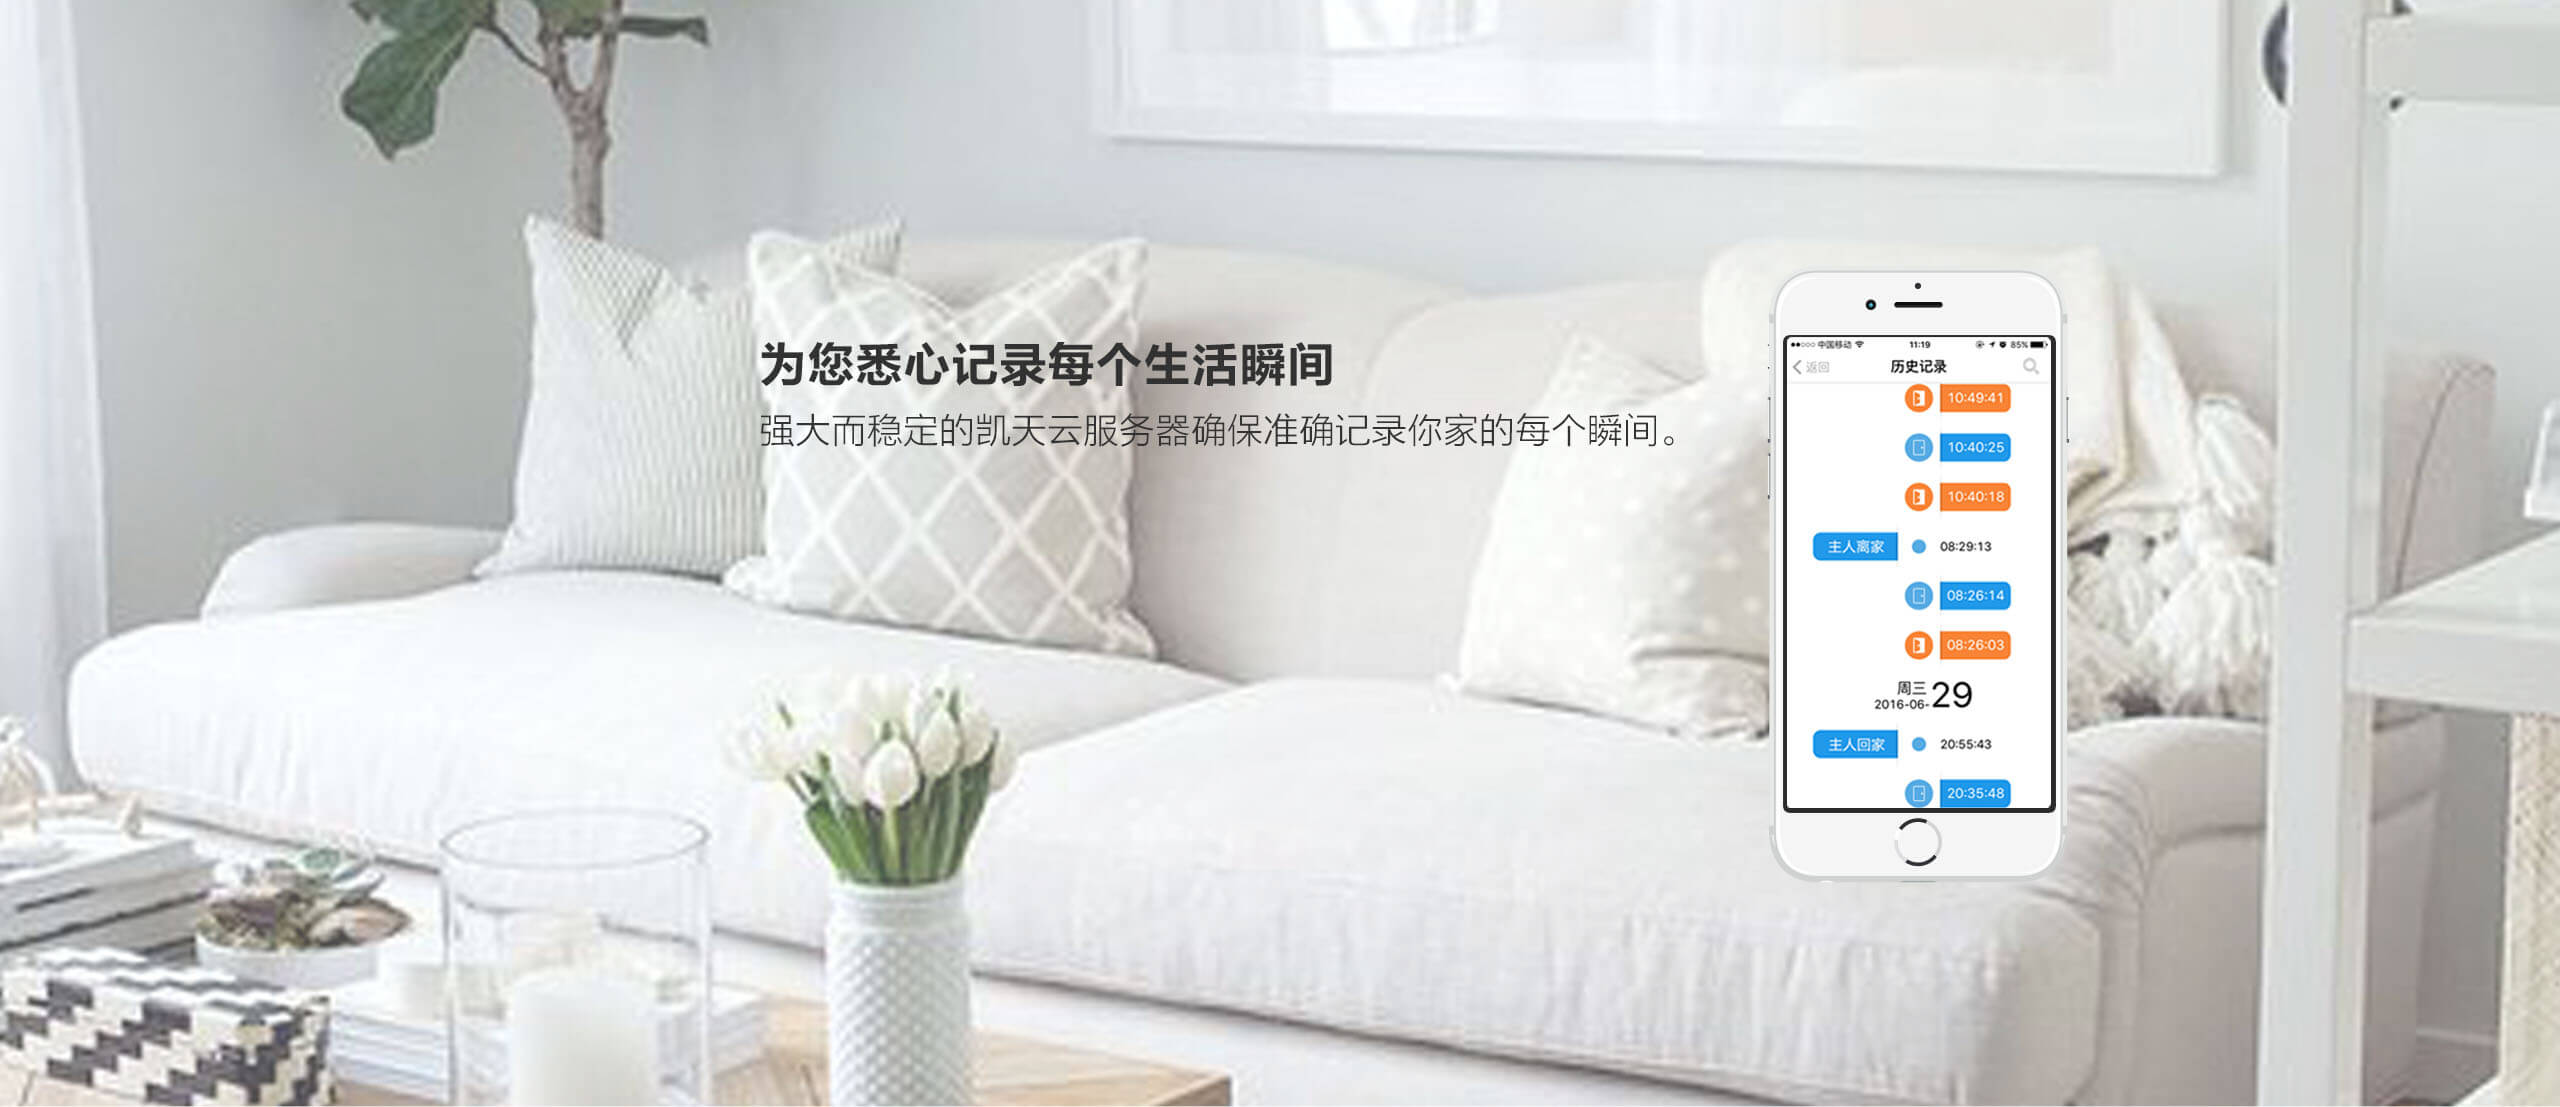 为您悉心记录每个生活瞬间
强大而稳定的凯天云服务器确保准确记录你家的每个瞬间。
中国移动 11:19 85%
返回 历史记录
10:49:41
10:40:25
10:40:18
主人离家 08:29:13
08:26:14
08:26:03
周三
2016-06-29
主人回家 20:55:43
20:35:48